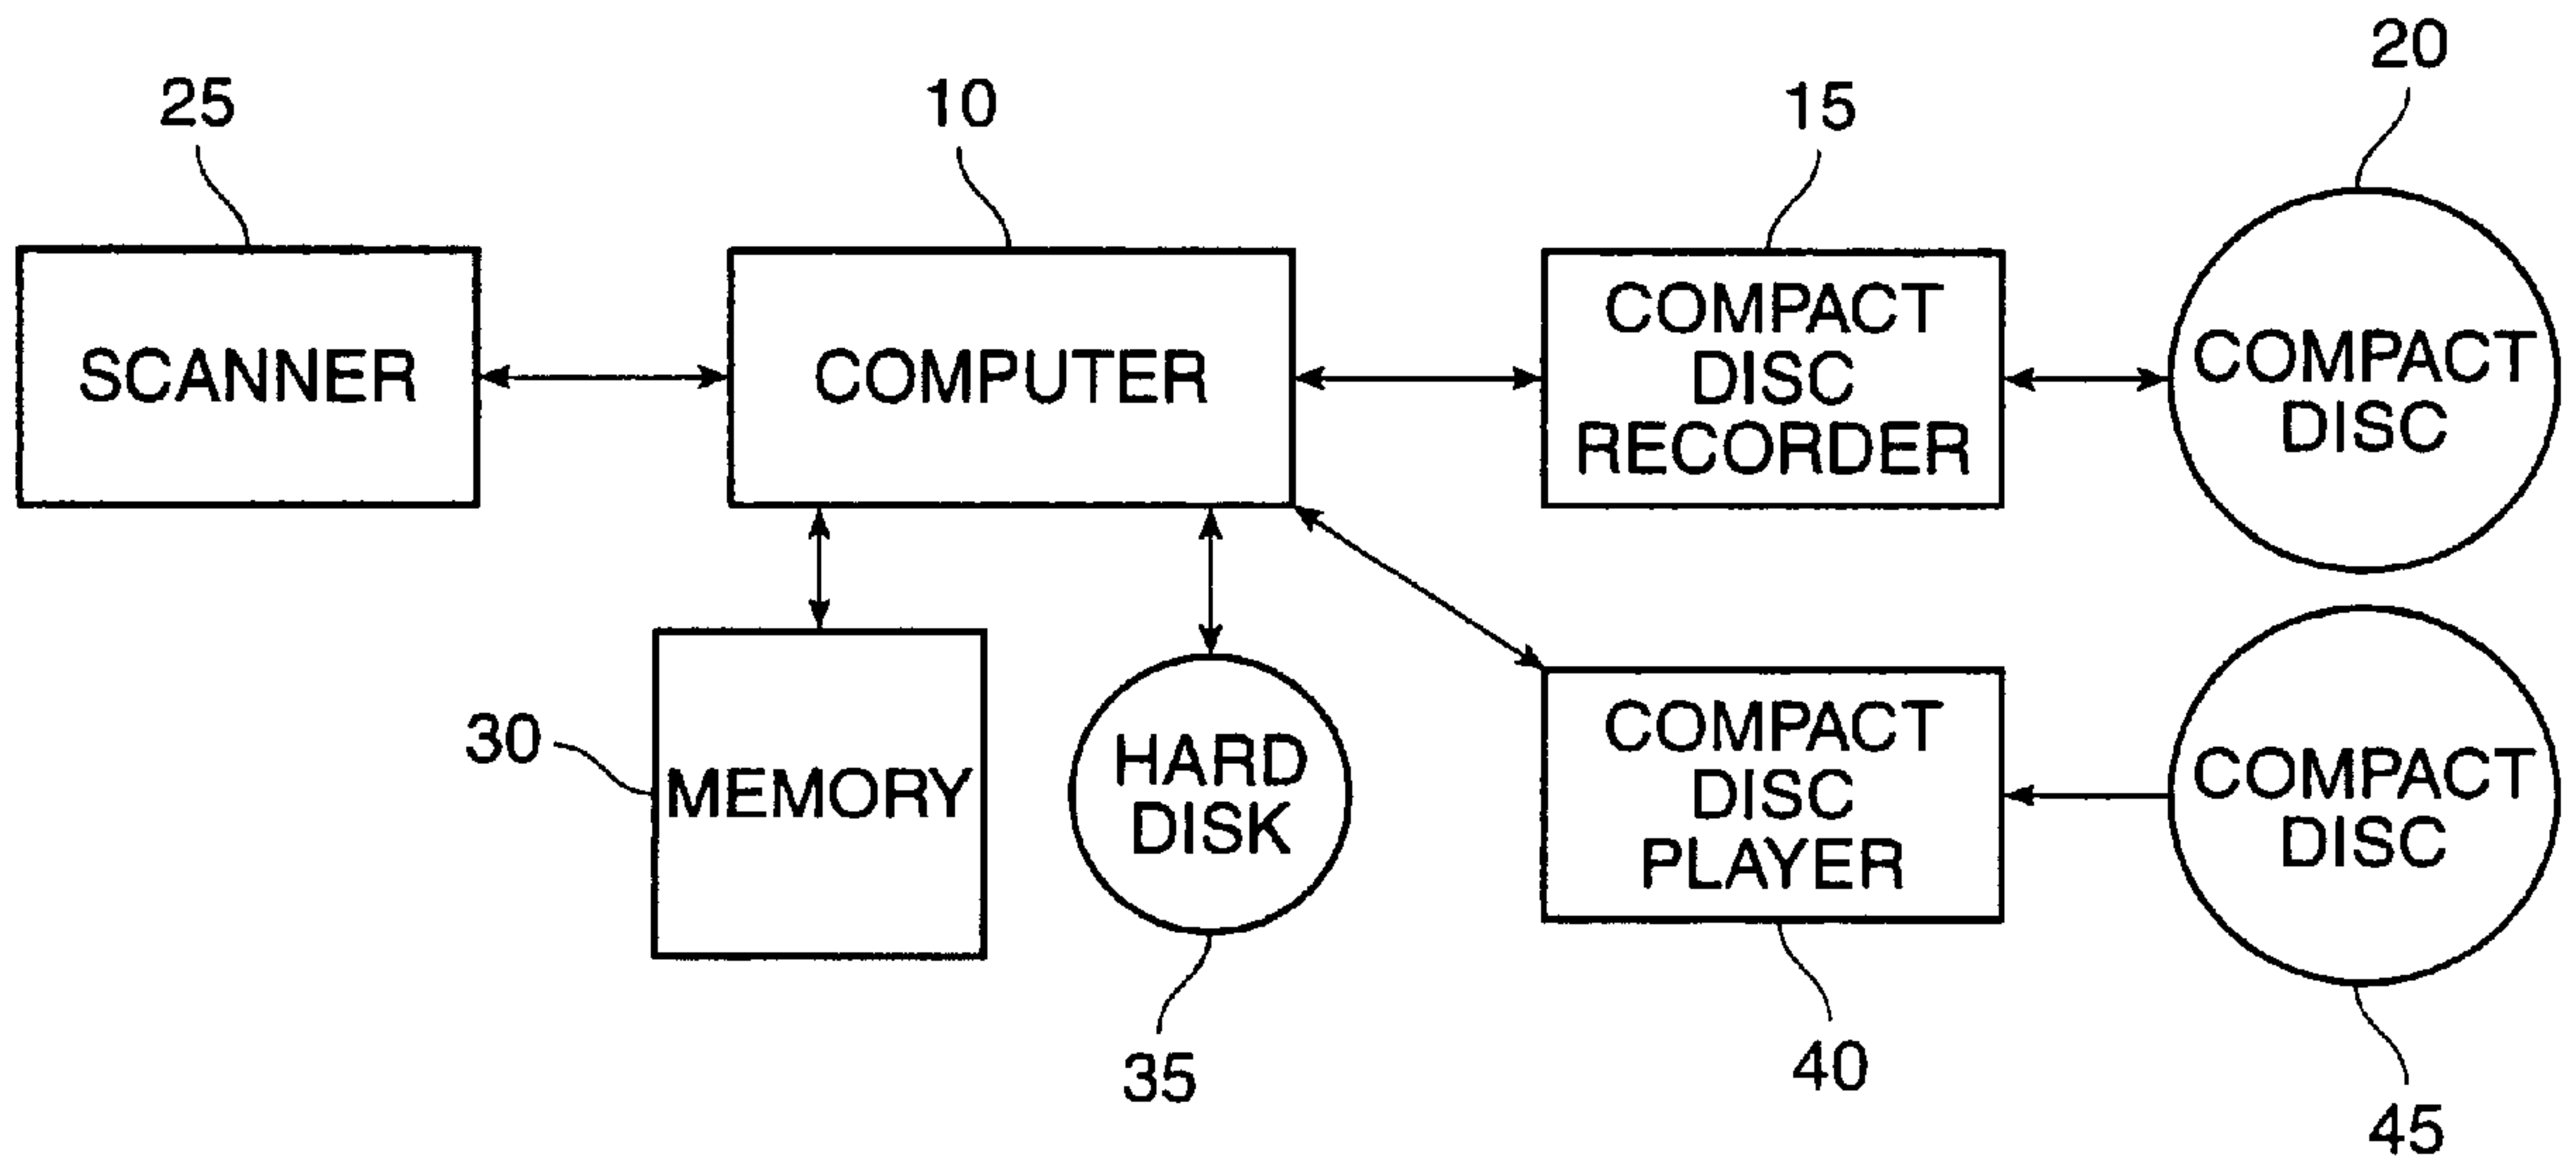 20
25
10
15
SCANNER
COMPUTER
COMPACT
DISC
RECORDER
COMPACT
DISC
30
MEMORY
HARD
DISK
COMPACT
DISC
PLAYER
COMPACT
DISC
35
40
45